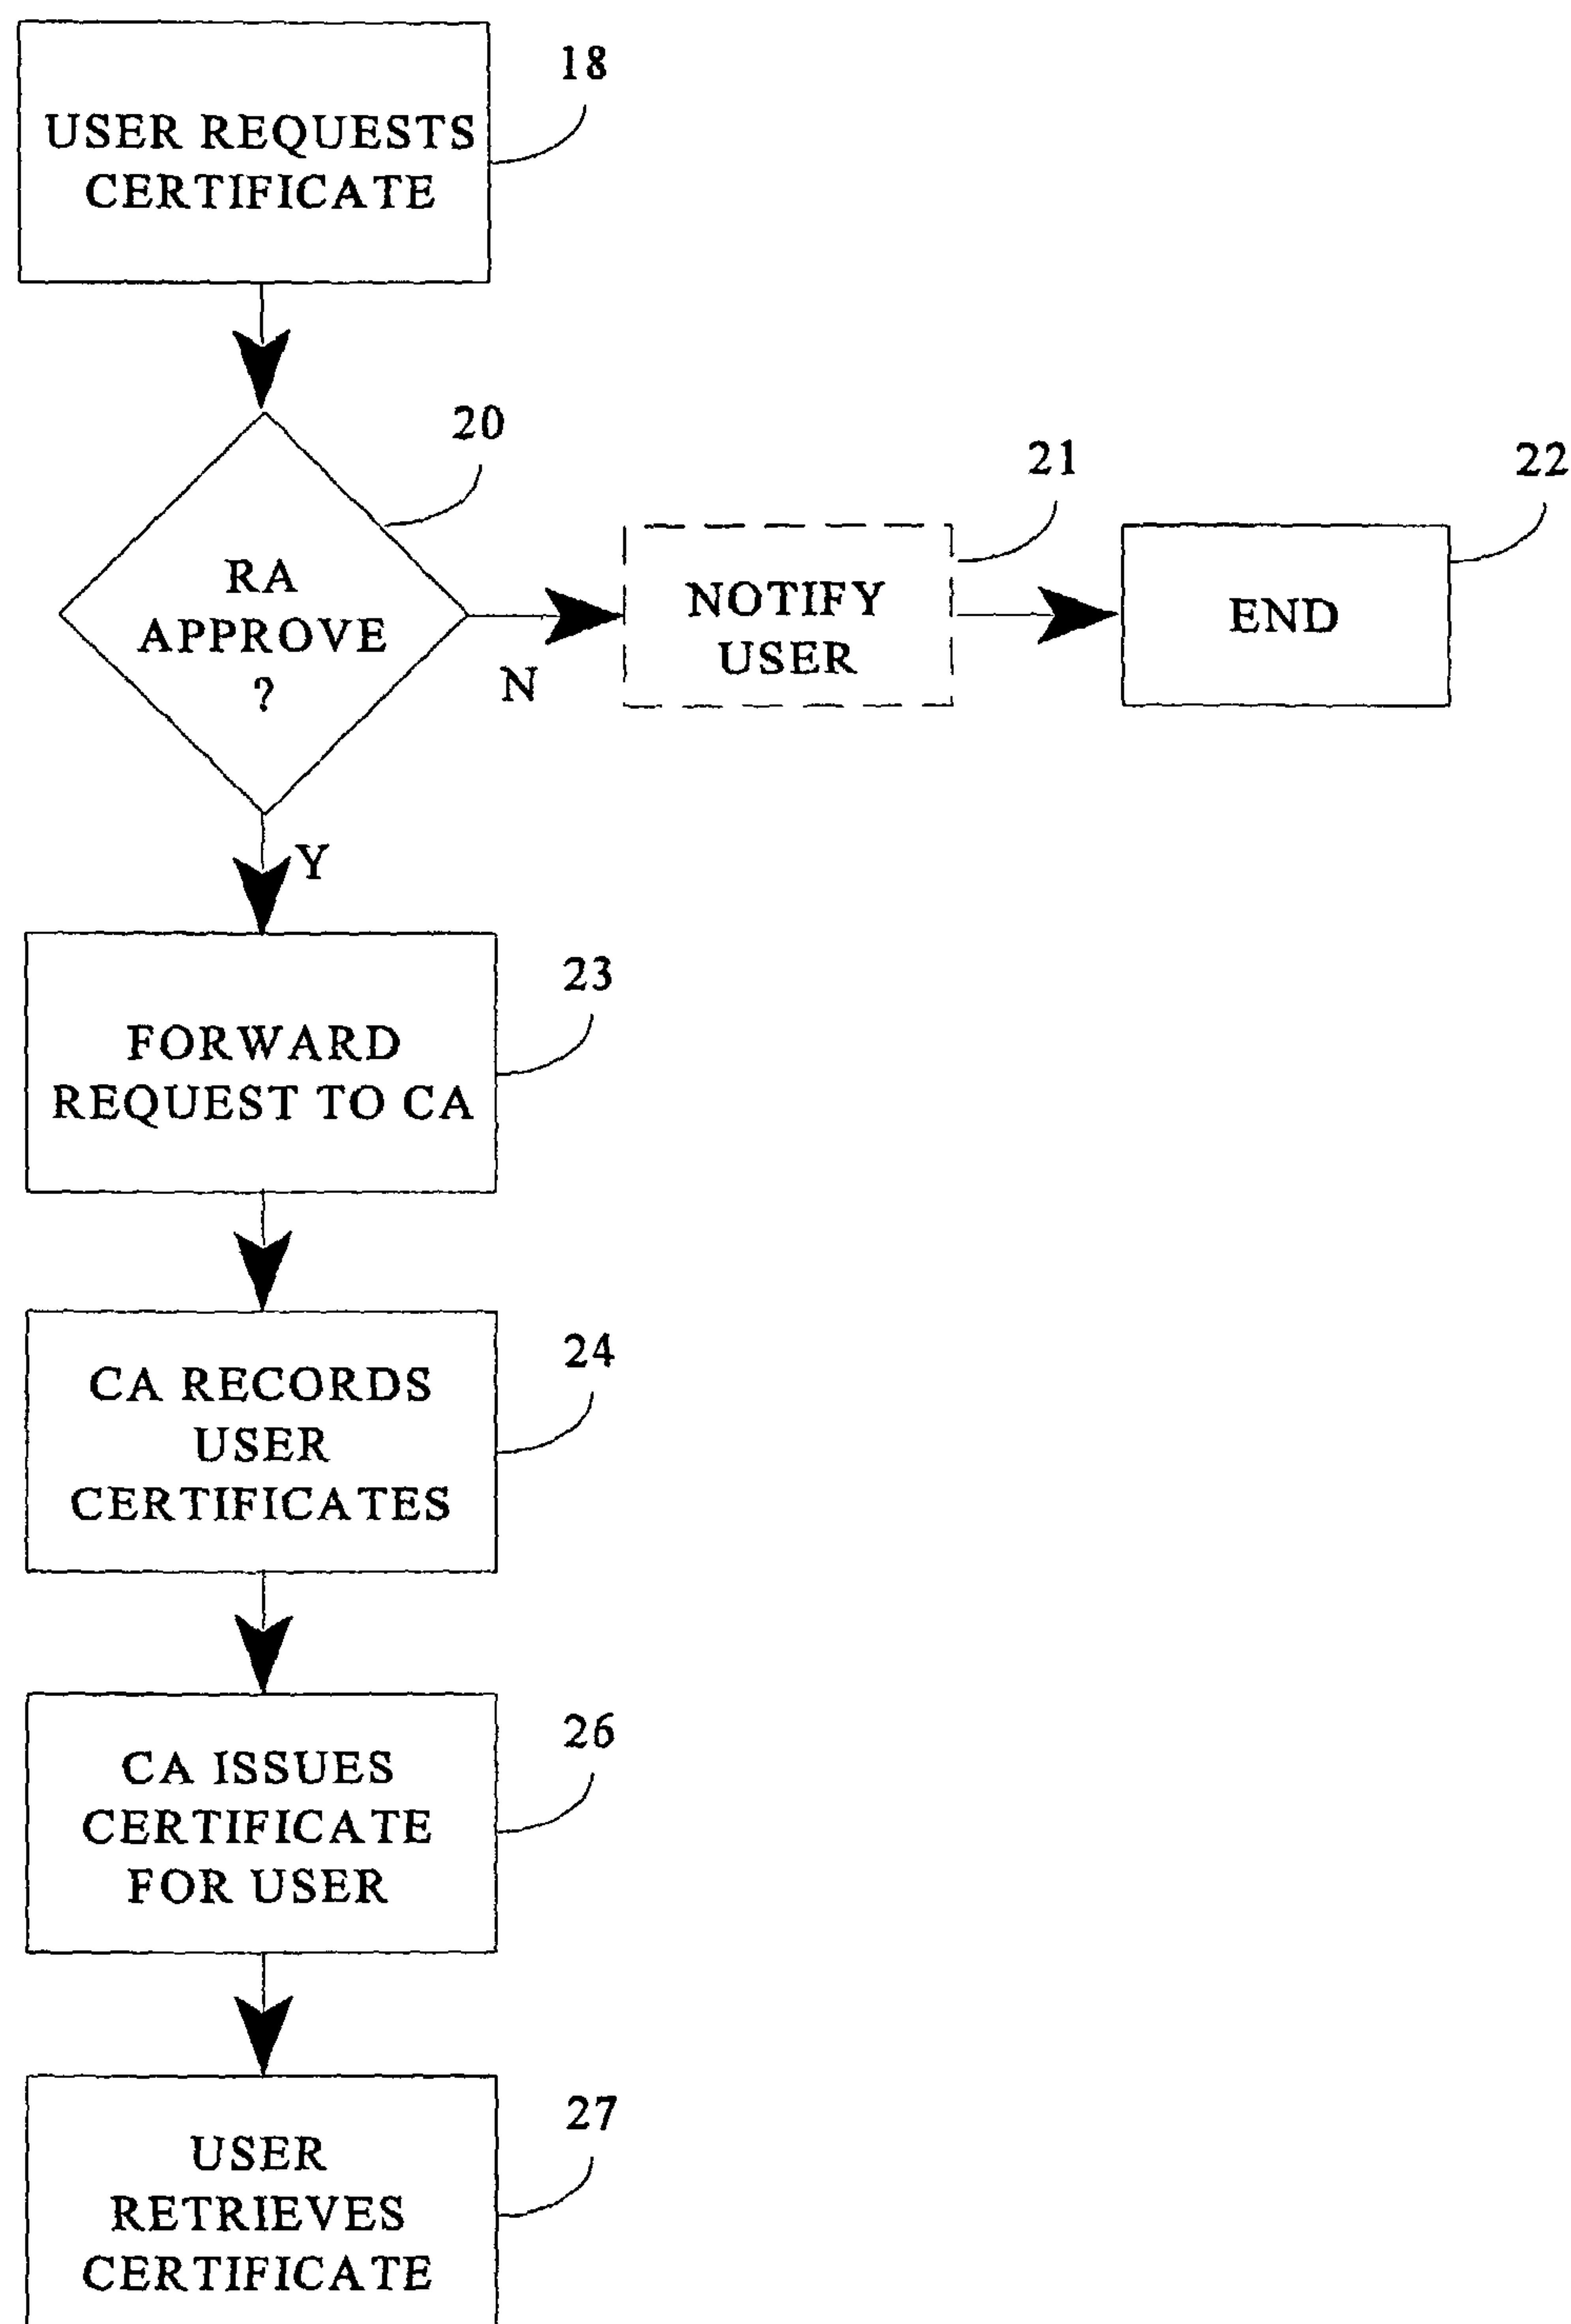 18
USER REQUESTS
CERTIFICATE
20
21
22
RA
APPROVE
?
NOTIFY
USER
END
N
Y
23
FORWARD
REQUEST TO CA
24
CA RECORDS
USER
CERTIFICATES
26
CA ISSUES
CERTIFICATE
FOR USER
27
USER
RETRIEVES
CERTIFICATE